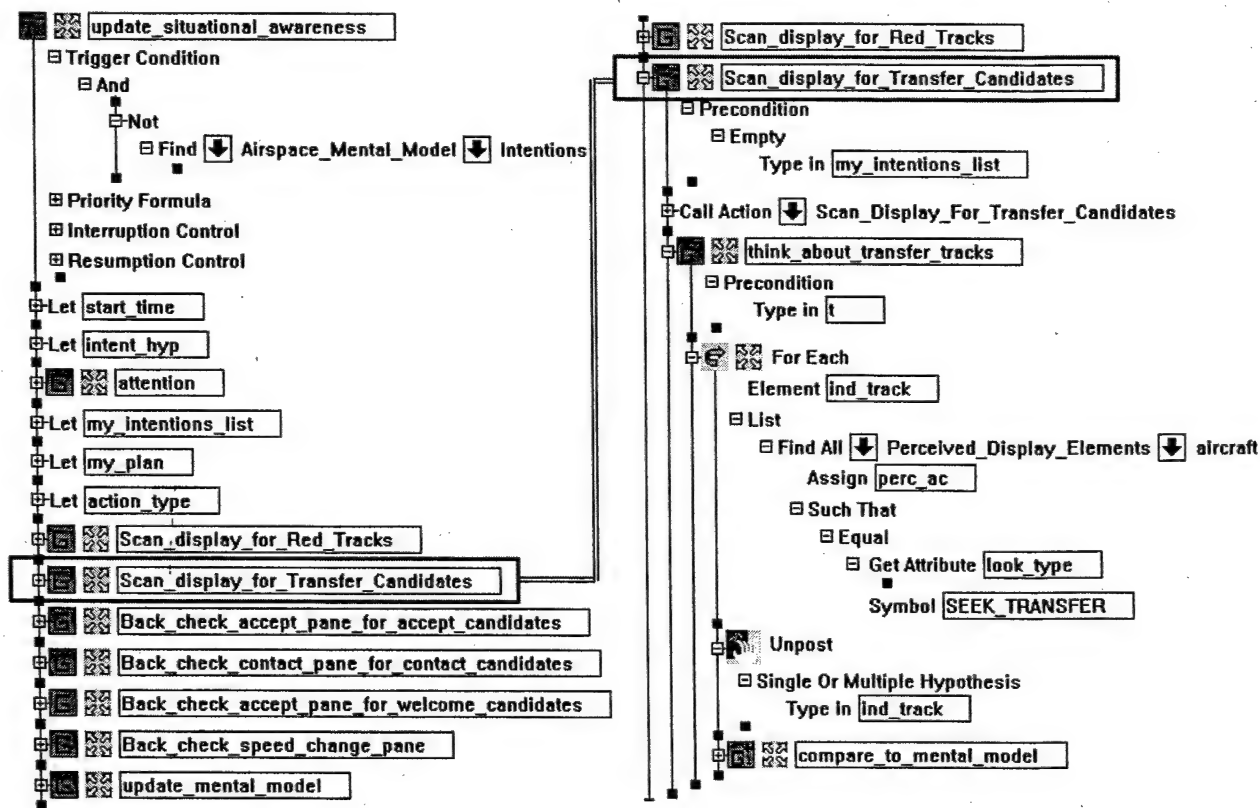 update_situational_awareness
Trigger Condition
And
Not
Find Airspace_Mental_Model Intentions
Priority Formula
Interruption Control
Resumption Control
Let start_time
Let intent_hyp
G attention
Let my_intentions_list
Let my_plan
Let action_type
G Scan_display_for_Red_Tracks
G Scan_display_for_Transfer_Candidates
G Back_check_accept_pane_for_accept_candidates
G Back_check_contact_pane_for_contact_candidates
G Back_check_accept_pane_for_welcome_candidates
G Back_check_speed_change_pane
G update_mental_model
G Scan_display_for_Red_Tracks
G Scan_display_for_Transfer_Candidates
Precondition
Empty
Type in my_intentions_list
Call Action Scan_Display_For_Transfer_Candidates
G think_about_transfer_tracks
Precondition
Type in t
For Each
Element ind_track
List
Find All Perceived_Display_Elements aircraft
Assign perc_ac
Such That
Equal
Get Attribute look_type
Symbol SEEK_TRANSFER
Unpost
Single Or Multiple Hypothesis
Type in ind_track
G compare_to_mental_model